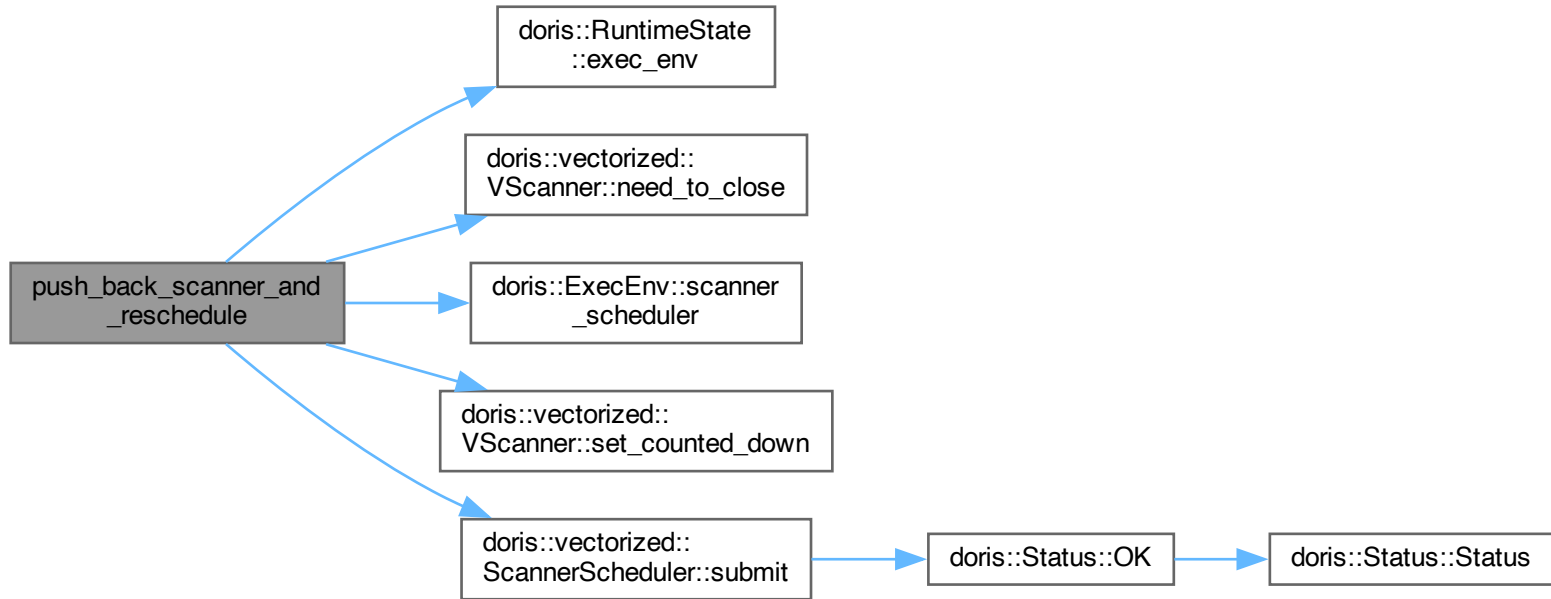 doris::RuntimeState
::exec_env
doris::vectorized::
VScanner::need_to_close
push_back_scanner_and
_reschedule
doris::ExecEnv::scanner
_scheduler
doris::vectorized::
VScanner::set_counted_down
doris::vectorized::
ScannerScheduler::submit
doris::Status::OK
doris::Status::Status